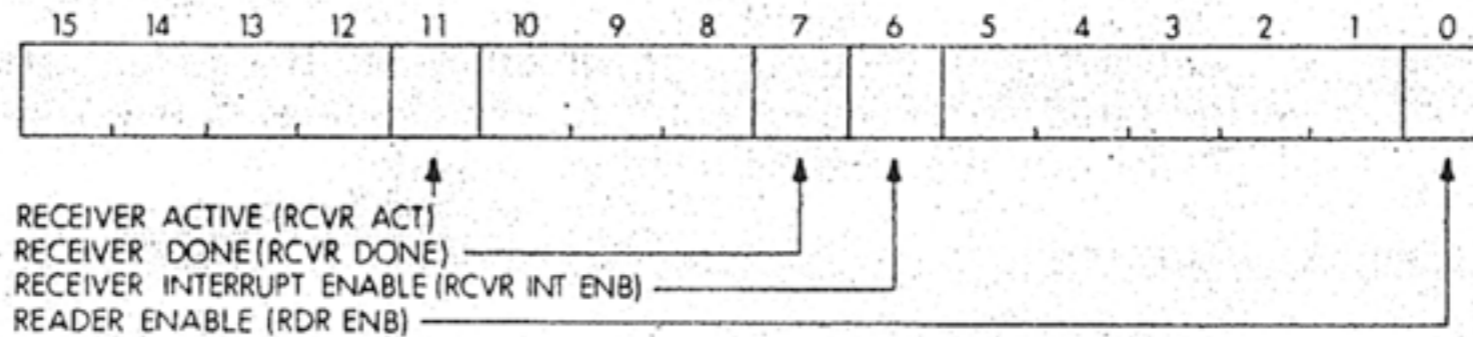 15 14 13 12 11 10 9 8 7 6 5 4 3 2 1 0
RECEIVER ACTIVE (RCVR ACT)
RECEIVER DONE (RCVR DONE)
RECEIVER INTERRUPT ENABLE (RCVR INT ENB)
READER ENABLE (RDR ENB)